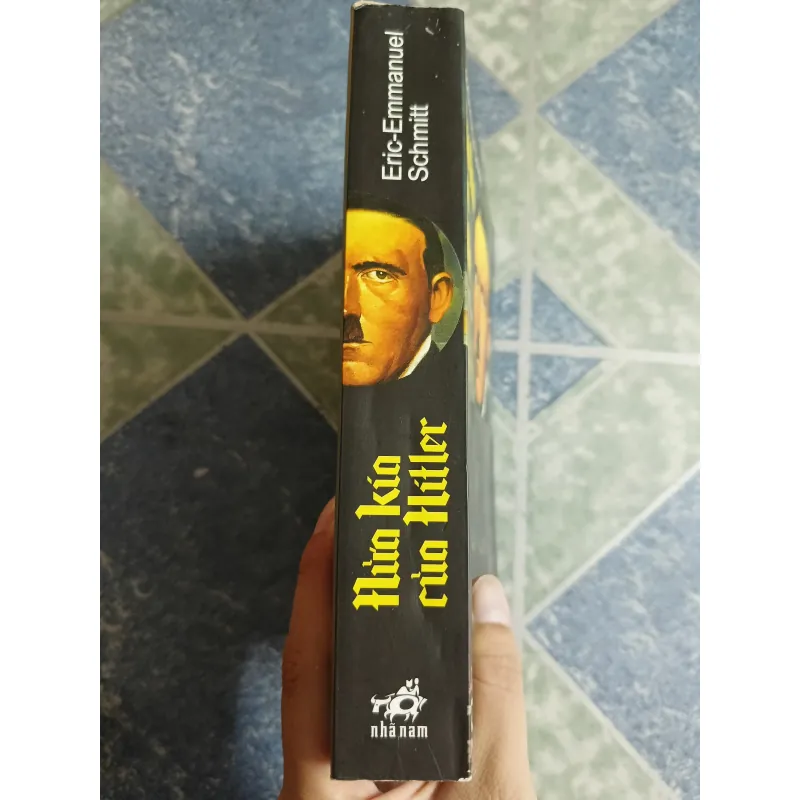 Eric-Emmanuel
Schmitt
Nửa kia
của Hitler
nhã nam